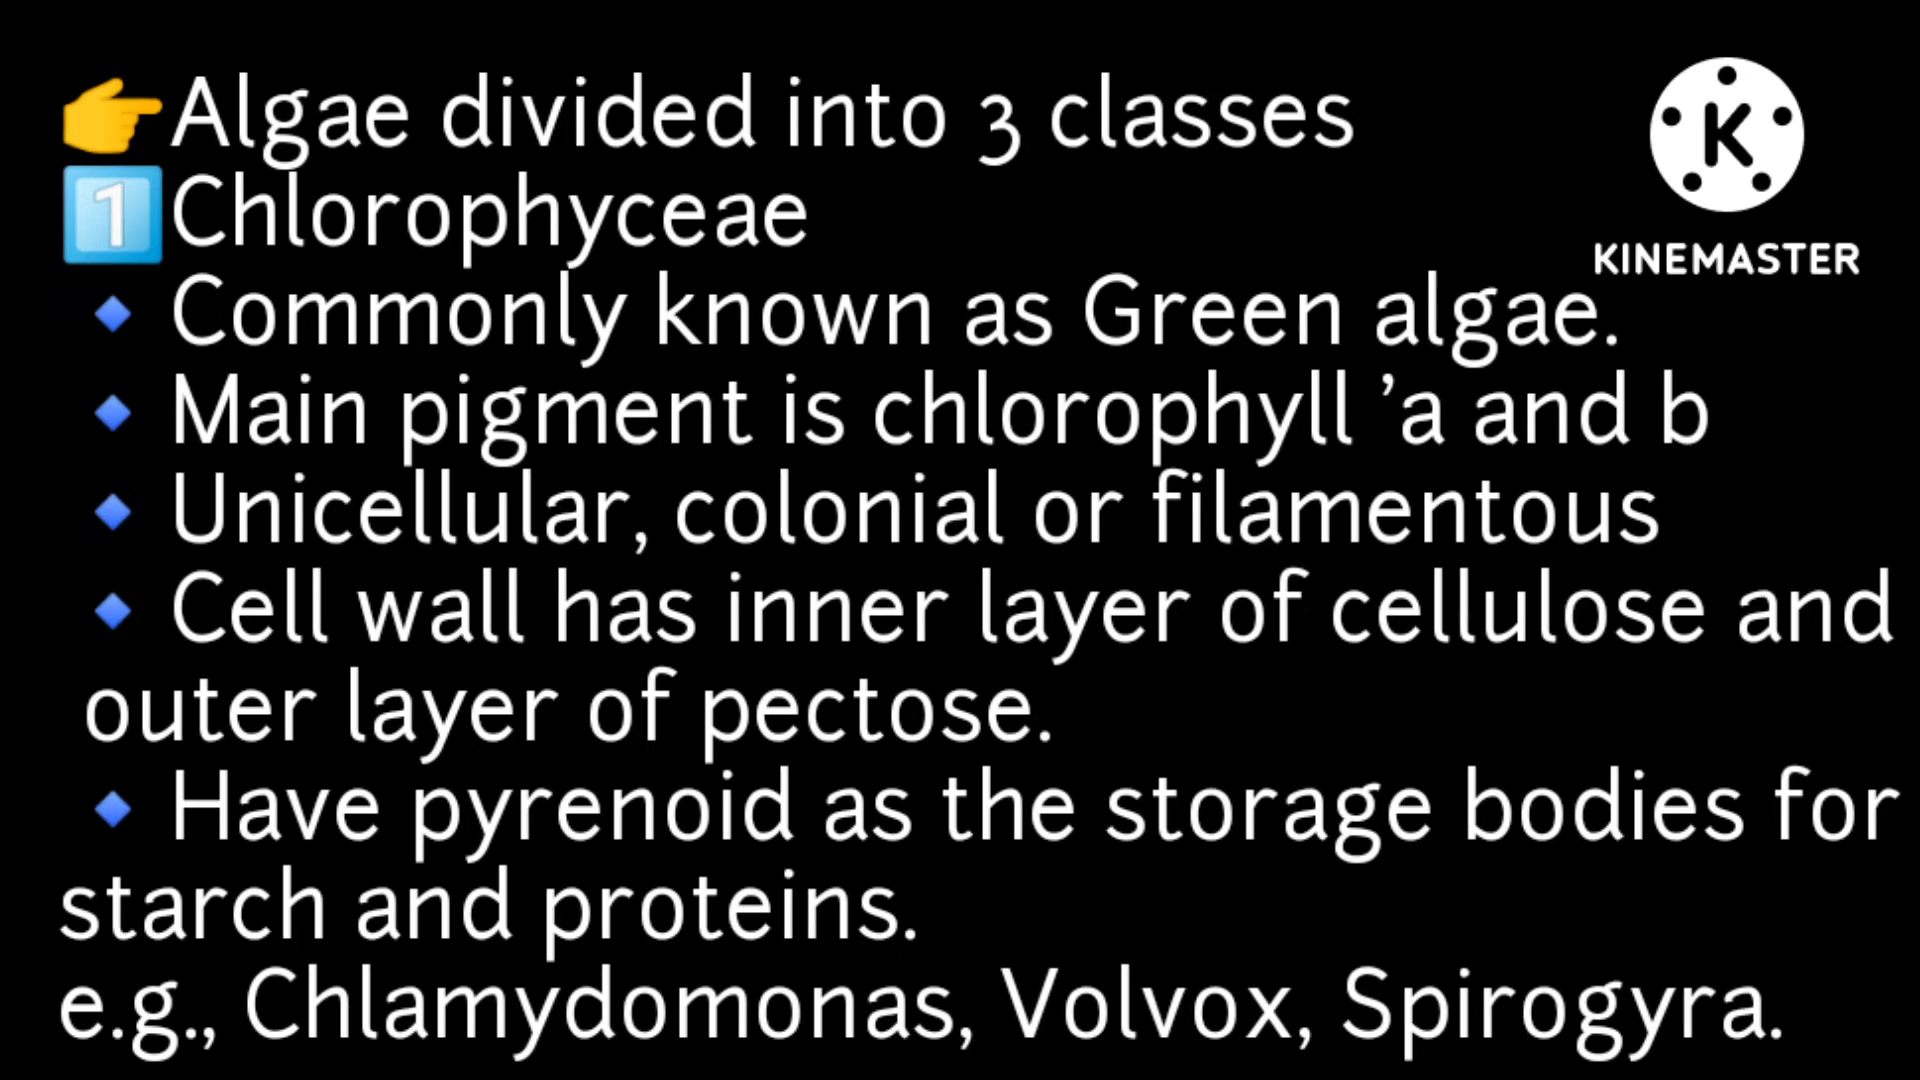 👉Algae divided into 3 classes
1️⃣Chlorophyceae
🔹Commonly known as Green algae.
🔹Main pigment is chlorophyll ’a and b
🔹Unicellular, colonial or filamentous
🔹Cell wall has inner layer of cellulose and
outer layer of pectose.
🔹Have pyrenoid as the storage bodies for
starch and proteins.
e.g., Chlamydomonas, Volvox, Spirogyra.
K
KINEMASTER